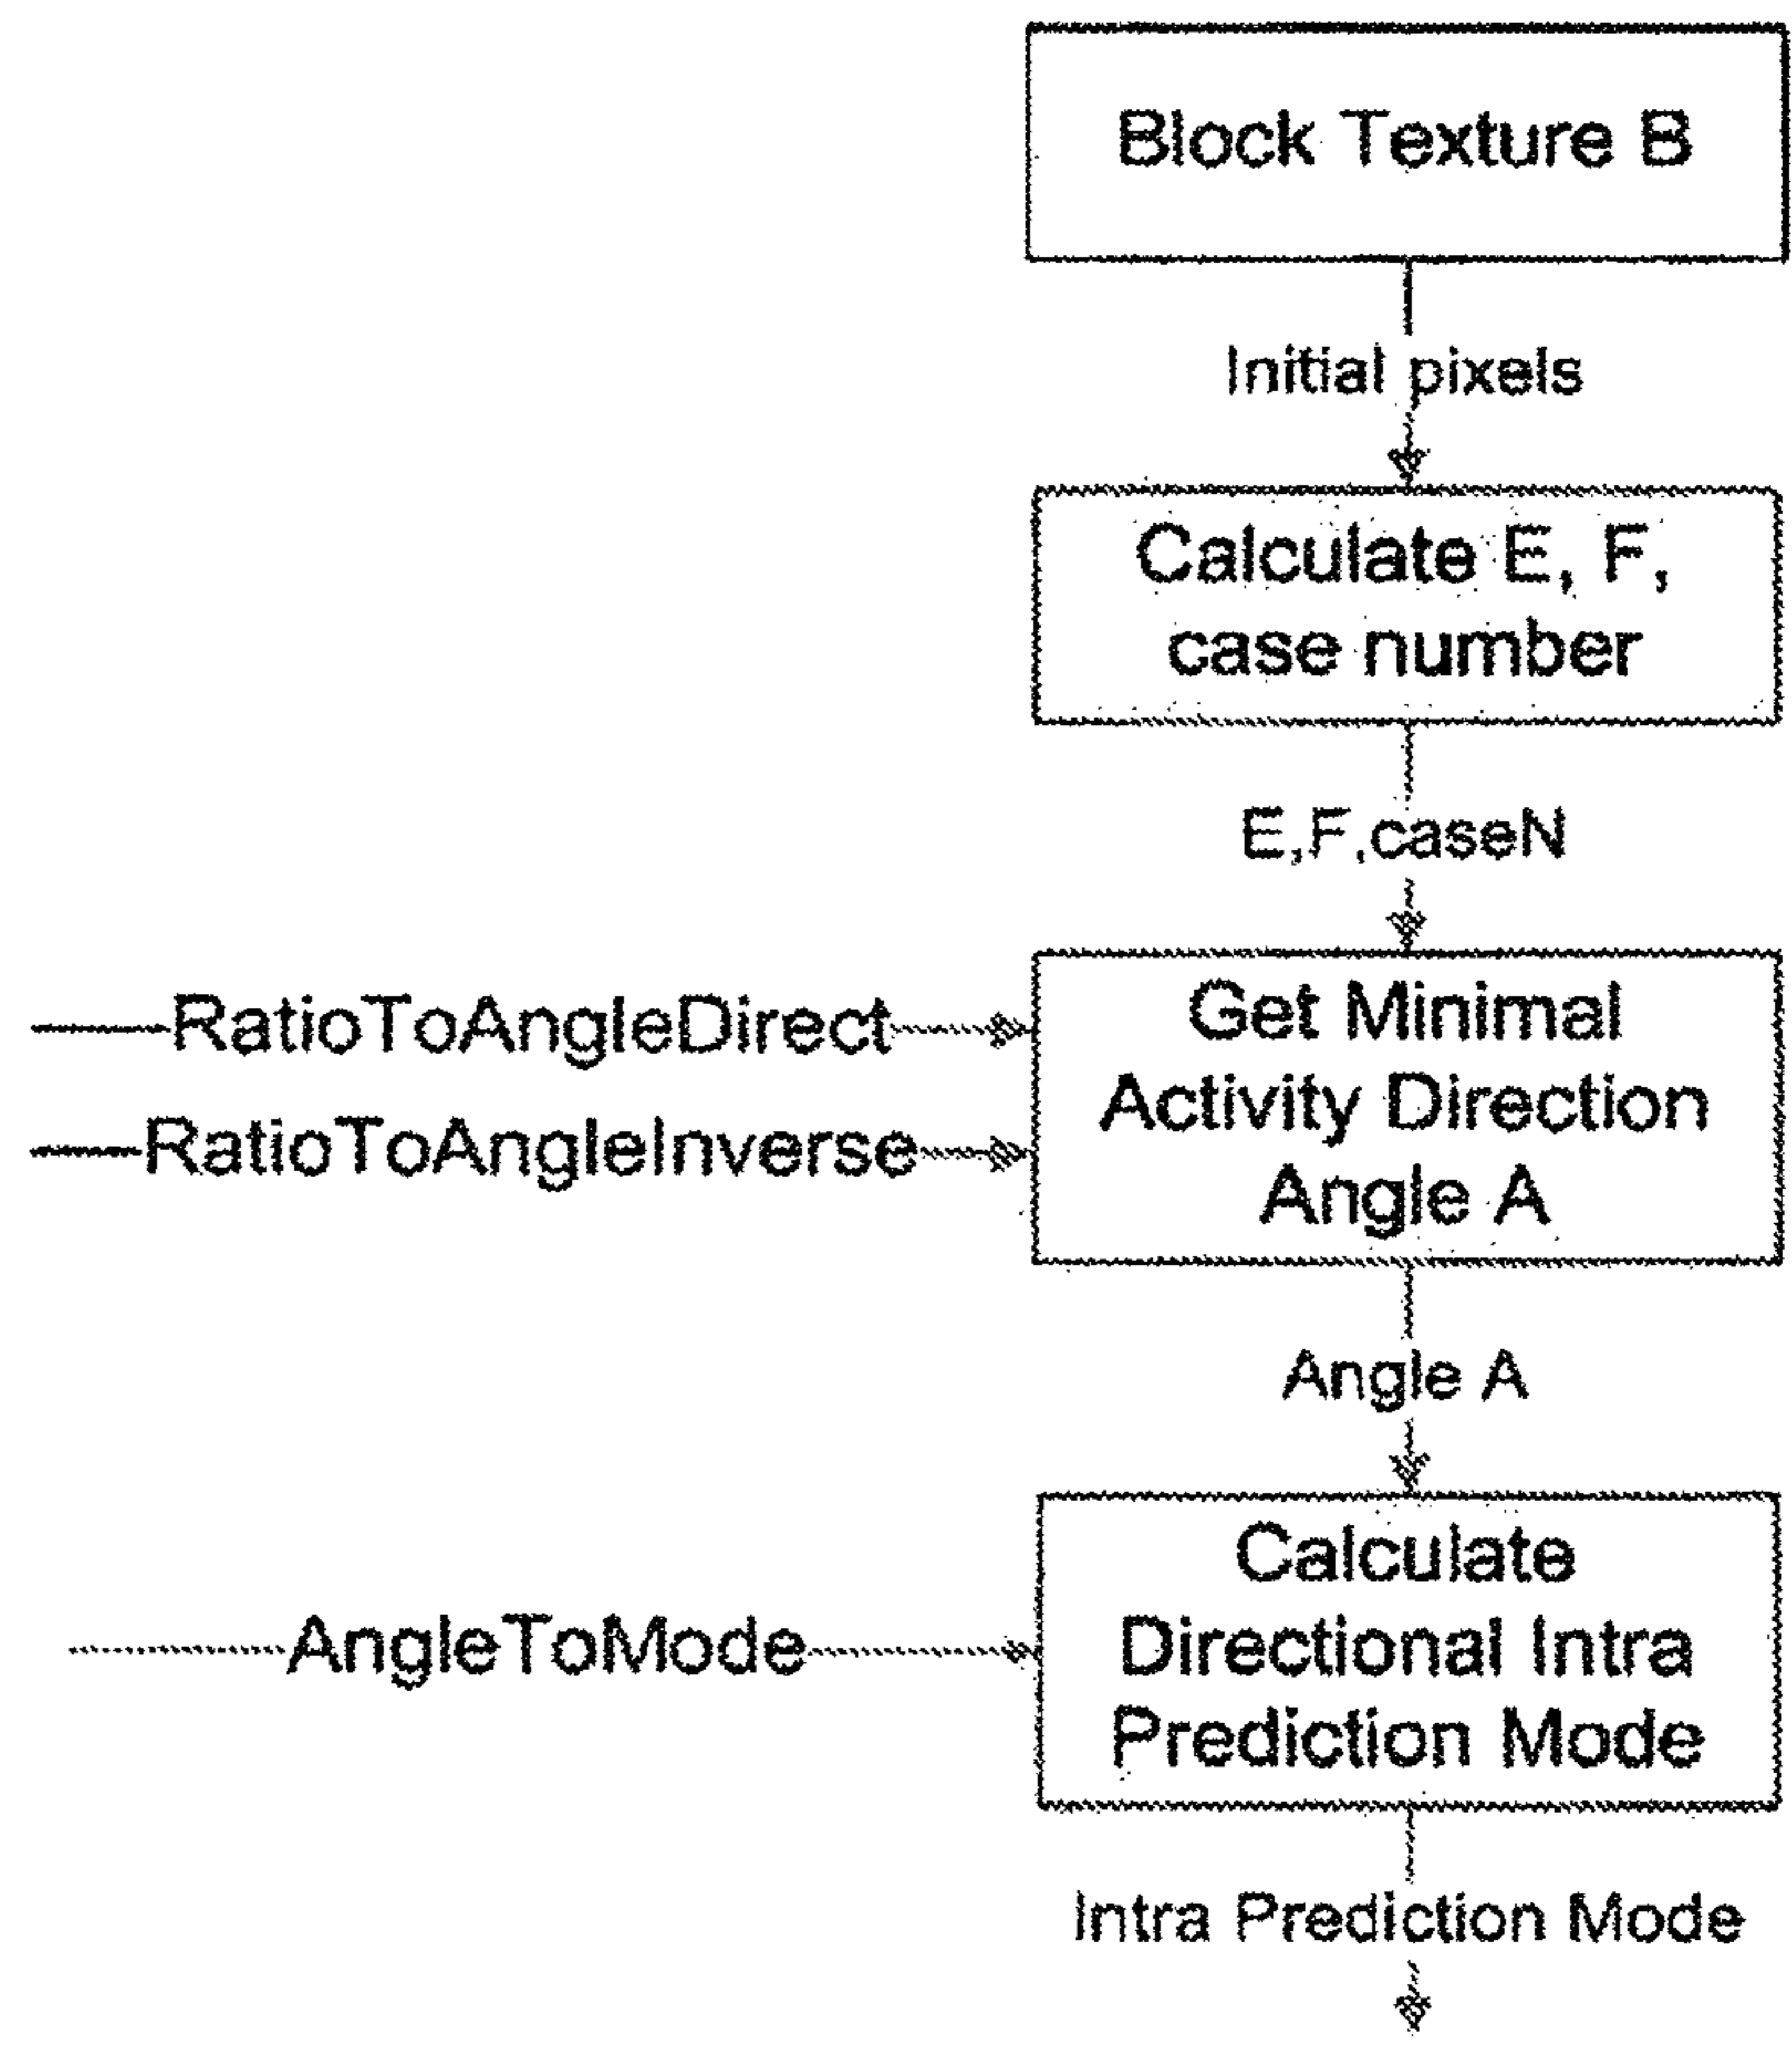 Block Texture B
Initial pixels
Calculate E, F,
case number
E,F,caseN
RatioToAngleDirect
RatioToAngleInverse
Get Minimal
Activity Direction
Angle A
Angle A
AngleToMode
Calculate
Directional Intra
Prediction Mode
Intra Prediction Mode